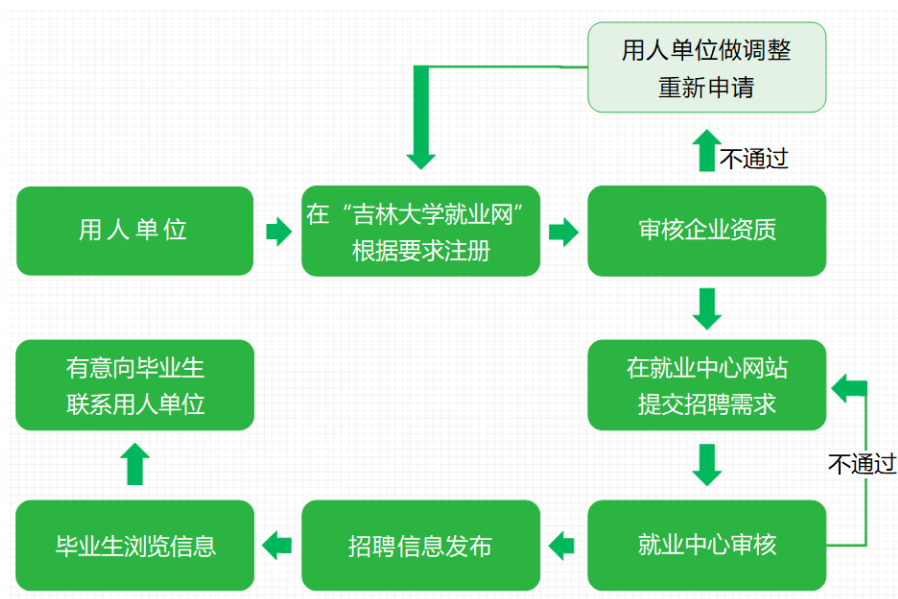 用人单位做调整
重新申请
不通过
用人单位
在“吉林大学就业网”
根据要求注册
审核企业资质
有意向毕业生
联系用人单位
在就业中心网站
提交招聘需求
不通过
毕业生浏览信息
招聘信息发布
就业中心审核